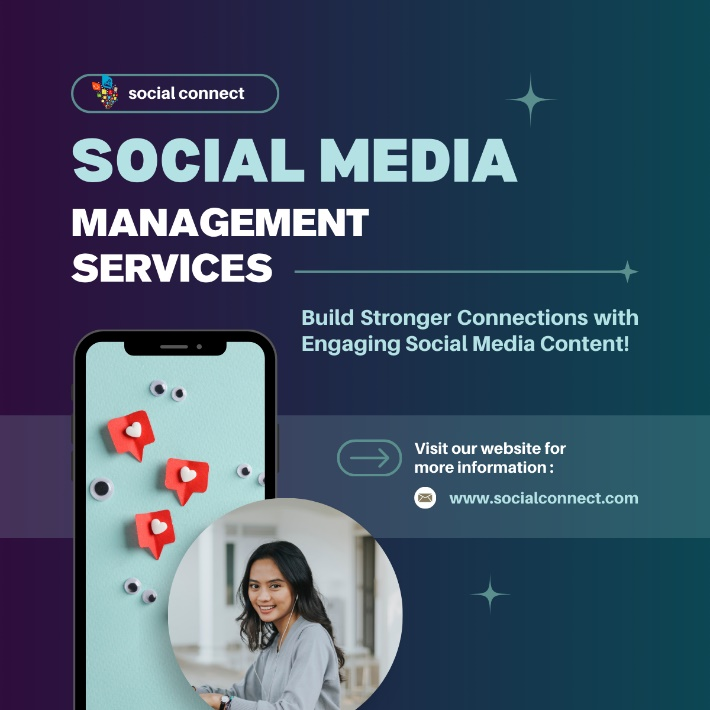 social connect
SOCIAL MEDIA
MANAGEMENT
SERVICES
Build Stronger Connections with
Engaging Social Media Content!
Visit our website for
more information :
www.socialconnect.com